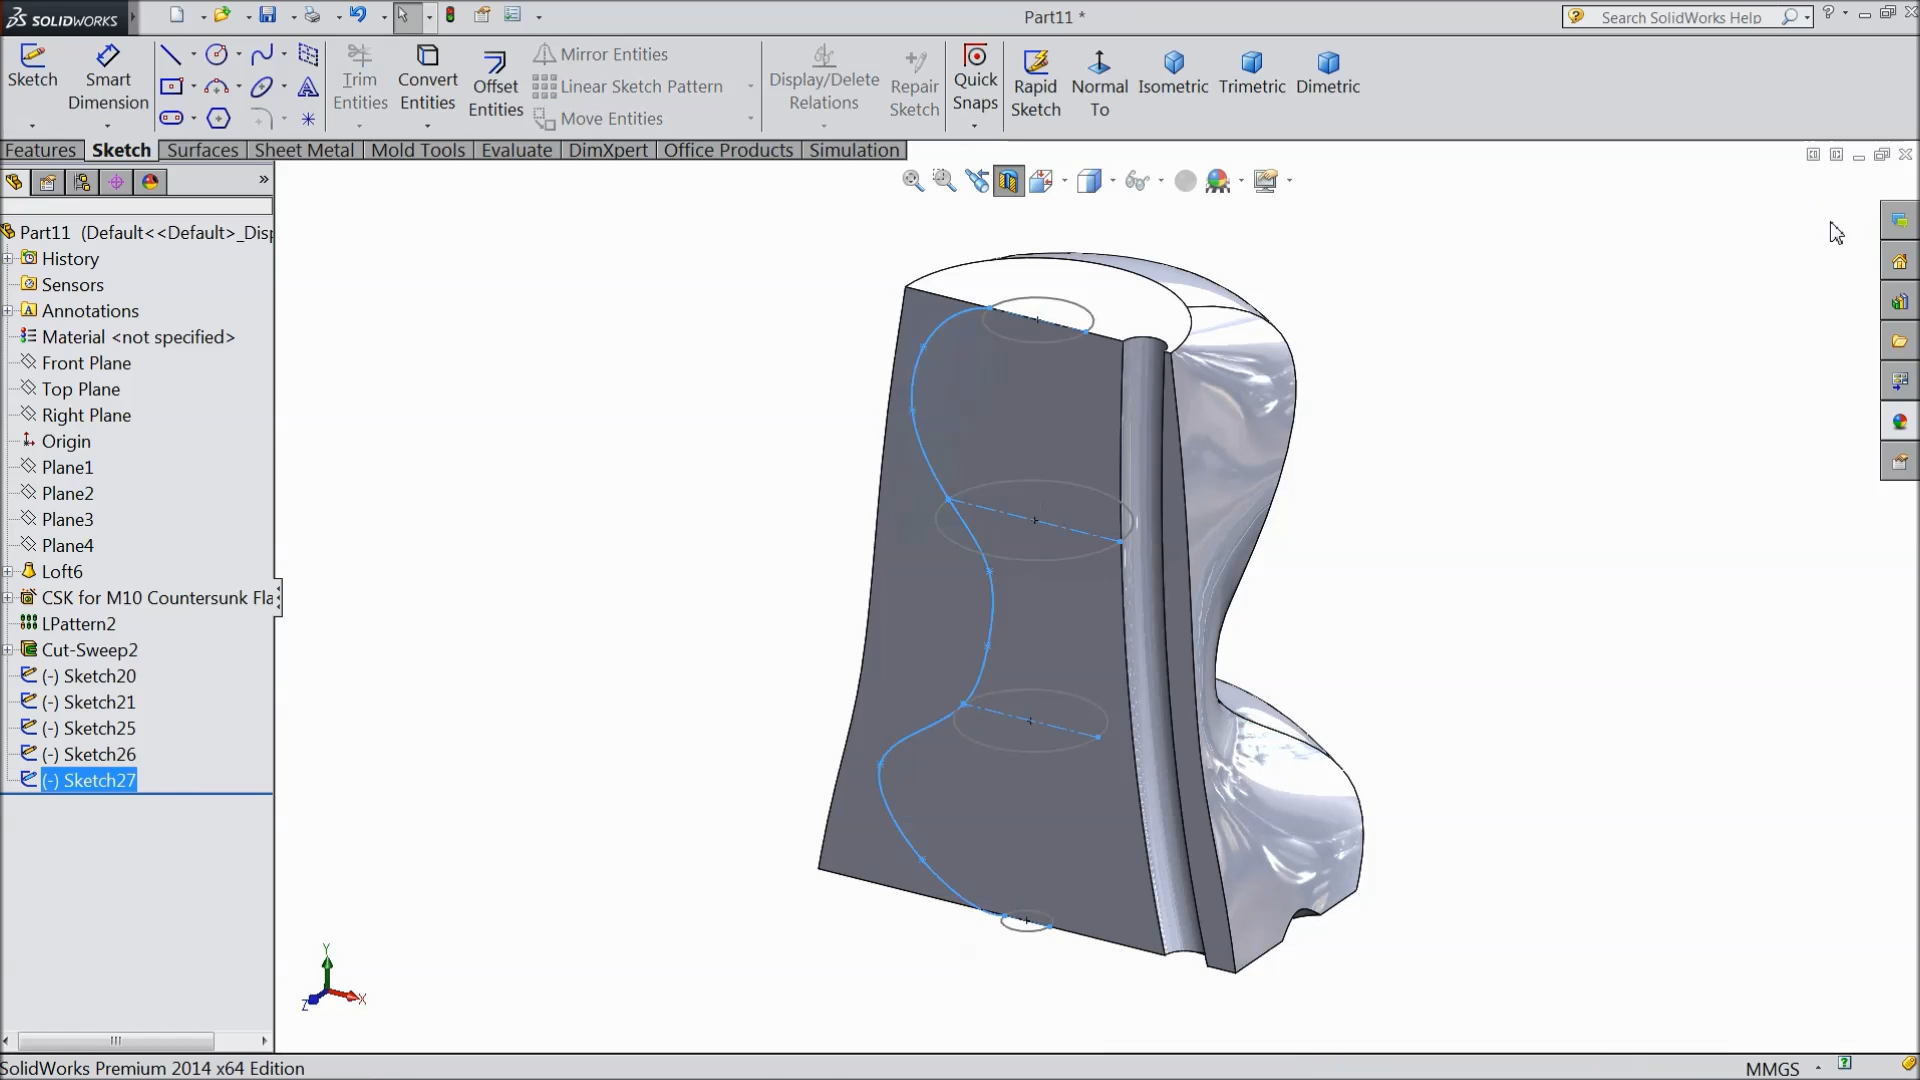 SOLIDWORKS
Part11 *
Search SolidWorks Help
Sketch
Smart Dimension
Trim Entities
Convert Entities
Offset Entities
Mirror Entities
Linear Sketch Pattern
Move Entities
Display/Delete Relations
Repair Sketch
Quick Snaps
Rapid Sketch
Normal To
Isometric
Trimetric
Dimetric
Features Sketch Surfaces Sheet Metal Mold Tools Evaluate DimXpert Office Products Simulation
Part11 (Default<<Default>_Disp
History
Sensors
Annotations
Material <not specified>
Front Plane
Top Plane
Right Plane
Origin
Plane1
Plane2
Plane3
Plane4
Loft6
CSK for M10 Countersunk Fla
LPattern2
Cut-Sweep2
(-) Sketch20
(-) Sketch21
(-) Sketch25
(-) Sketch26
(-) Sketch27
Y
Z X
SolidWorks Premium 2014 x64 Edition
MMGS